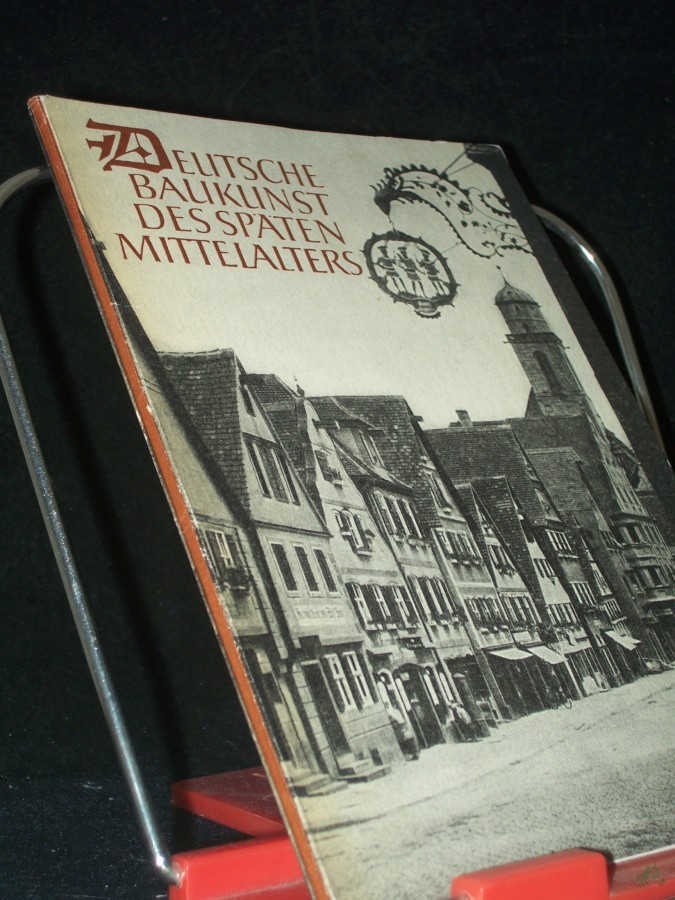 DEUTSCHE
BAUKUNST
DES SPÄTEN
MITTELALTERS